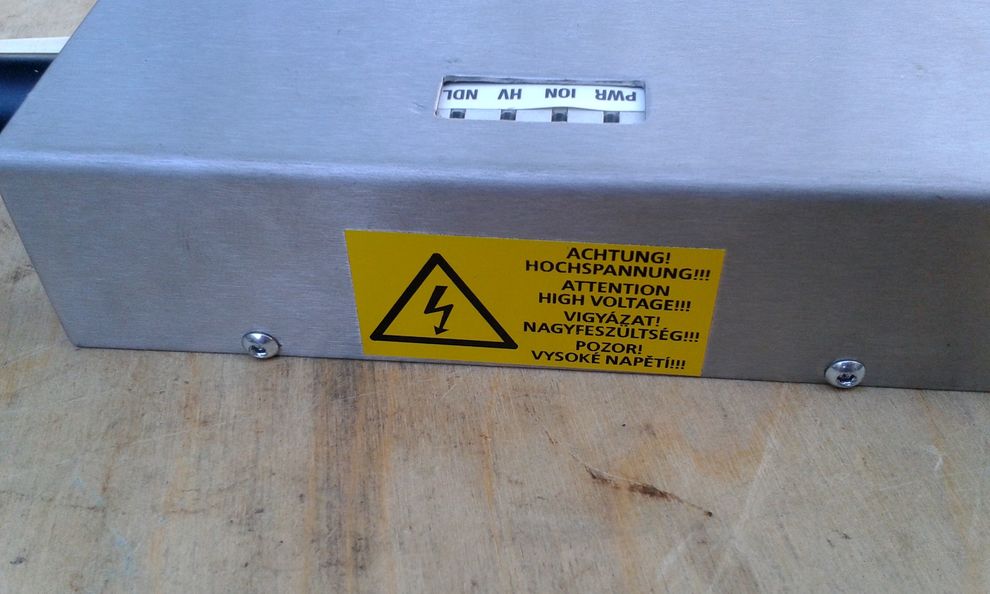 NDL HV ION PWR
ACHTUNG!
HOCHSPANNUNG!!!
ATTENTION
HIGH VOLTAGE!!!
VIGYÁZAT!
NAGYFESZÜLTSÉG!!!
POZOR!
VYSOKÉ NAPĚTÍ!!!